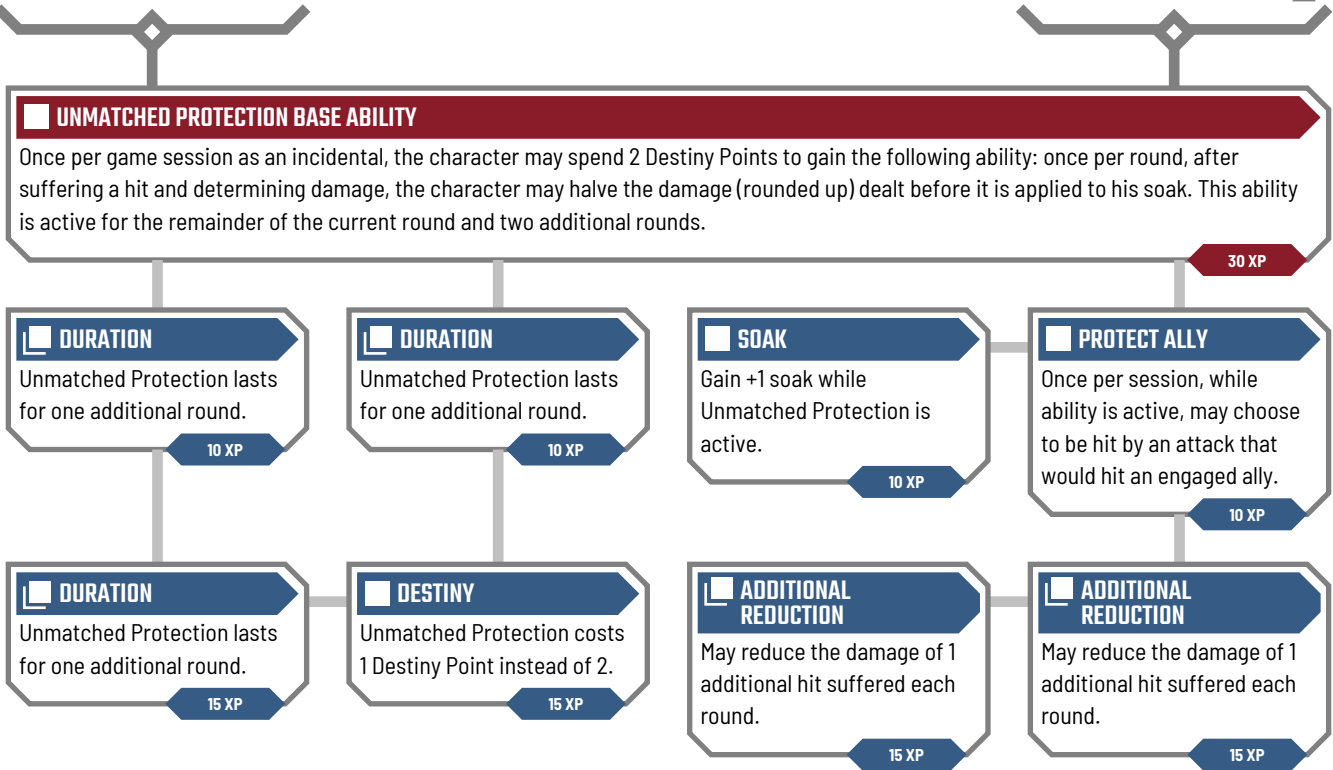 UNMATCHED PROTECTION BASE ABILITY
Once per game session as an incidental, the character may spend 2 Destiny Points to gain the following ability: once per round, after
suffering a hit and determining damage, the character may halve the damage (rounded up) dealt before it is applied to his soak. This ability
is active for the remainder of the current round and two additional rounds.
30 XP
DURATION
Unmatched Protection lasts
for one additional round.
10 XP
DURATION
Unmatched Protection lasts
for one additional round.
10 XP
SOAK
Gain +1 soak while
Unmatched Protection is
active.
10 XP
PROTECT ALLY
Once per session, while
ability is active, may choose
to be hit by an attack that
would hit an engaged ally.
10 XP
DURATION
Unmatched Protection lasts
for one additional round.
15 XP
DESTINY
Unmatched Protection costs
1 Destiny Point instead of 2.
15 XP
ADDITIONAL
REDUCTION
May reduce the damage of 1
additional hit suffered each
round.
15 XP
ADDITIONAL
REDUCTION
May reduce the damage of 1
additional hit suffered each
round.
15 XP